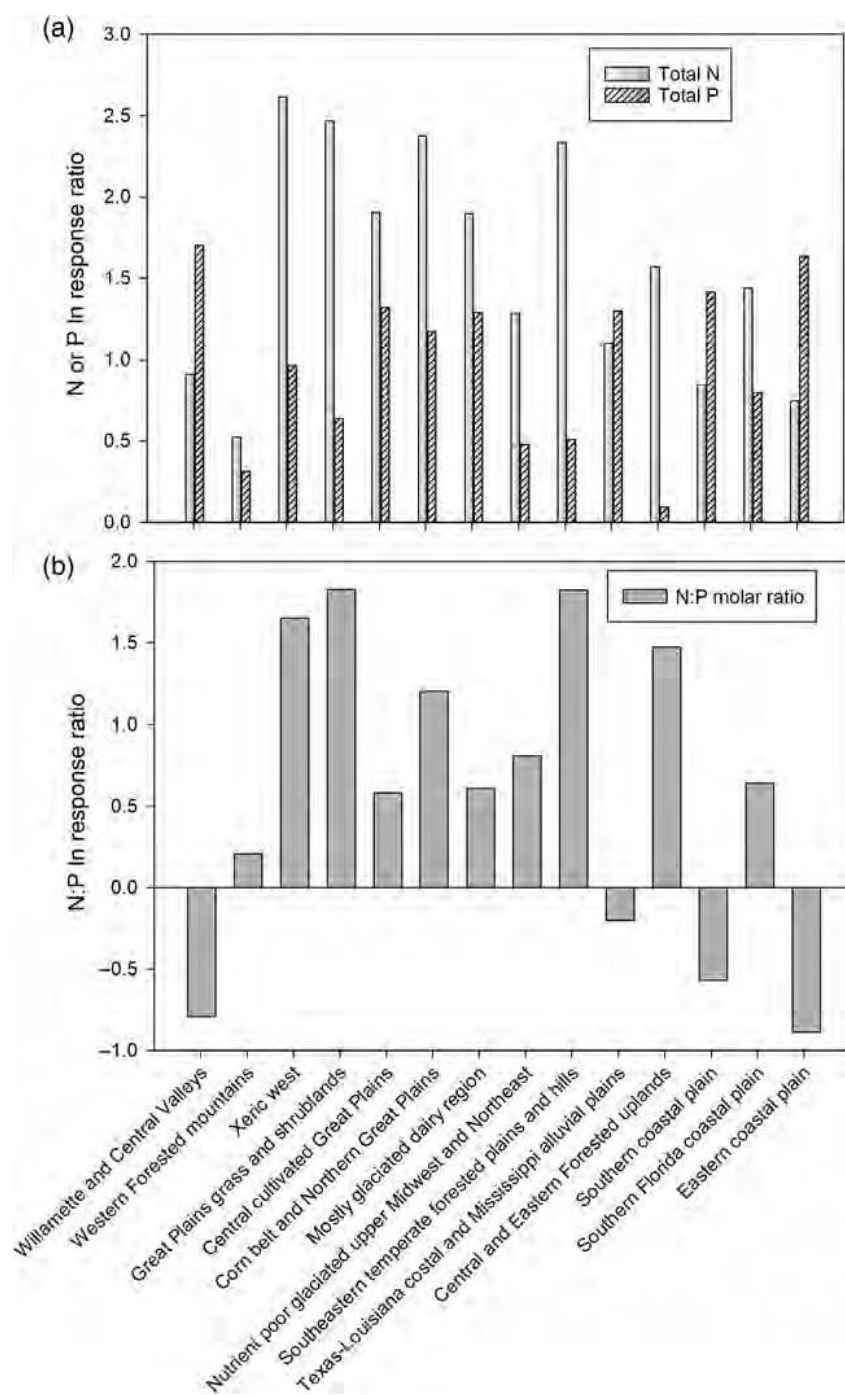 (a)
3.0
2.5
2.0
1.5
1.0
0.5
0.0
N or P ln response ratio
Total N
Total P
(b)
2.0
1.5
1.0
0.5
0.0
−0.5
−1.0
N:P ln response ratio
N:P molar ratio
Willamette and Central Valleys
Western Forested mountains
Xeric west
Great Plains grass and shrublands
Central cultivated Great Plains
Corn belt and Northern Great Plains
Mostly glaciated dairy region
Nutrient poor glaciated upper Midwest and Northeast
Southeastern temperate forested plains and hills
Texas-Louisiana costal and Mississippi alluvial plains
Central and Eastern Forested uplands
Southern coastal plain
Southern Florida coastal plain
Eastern coastal plain